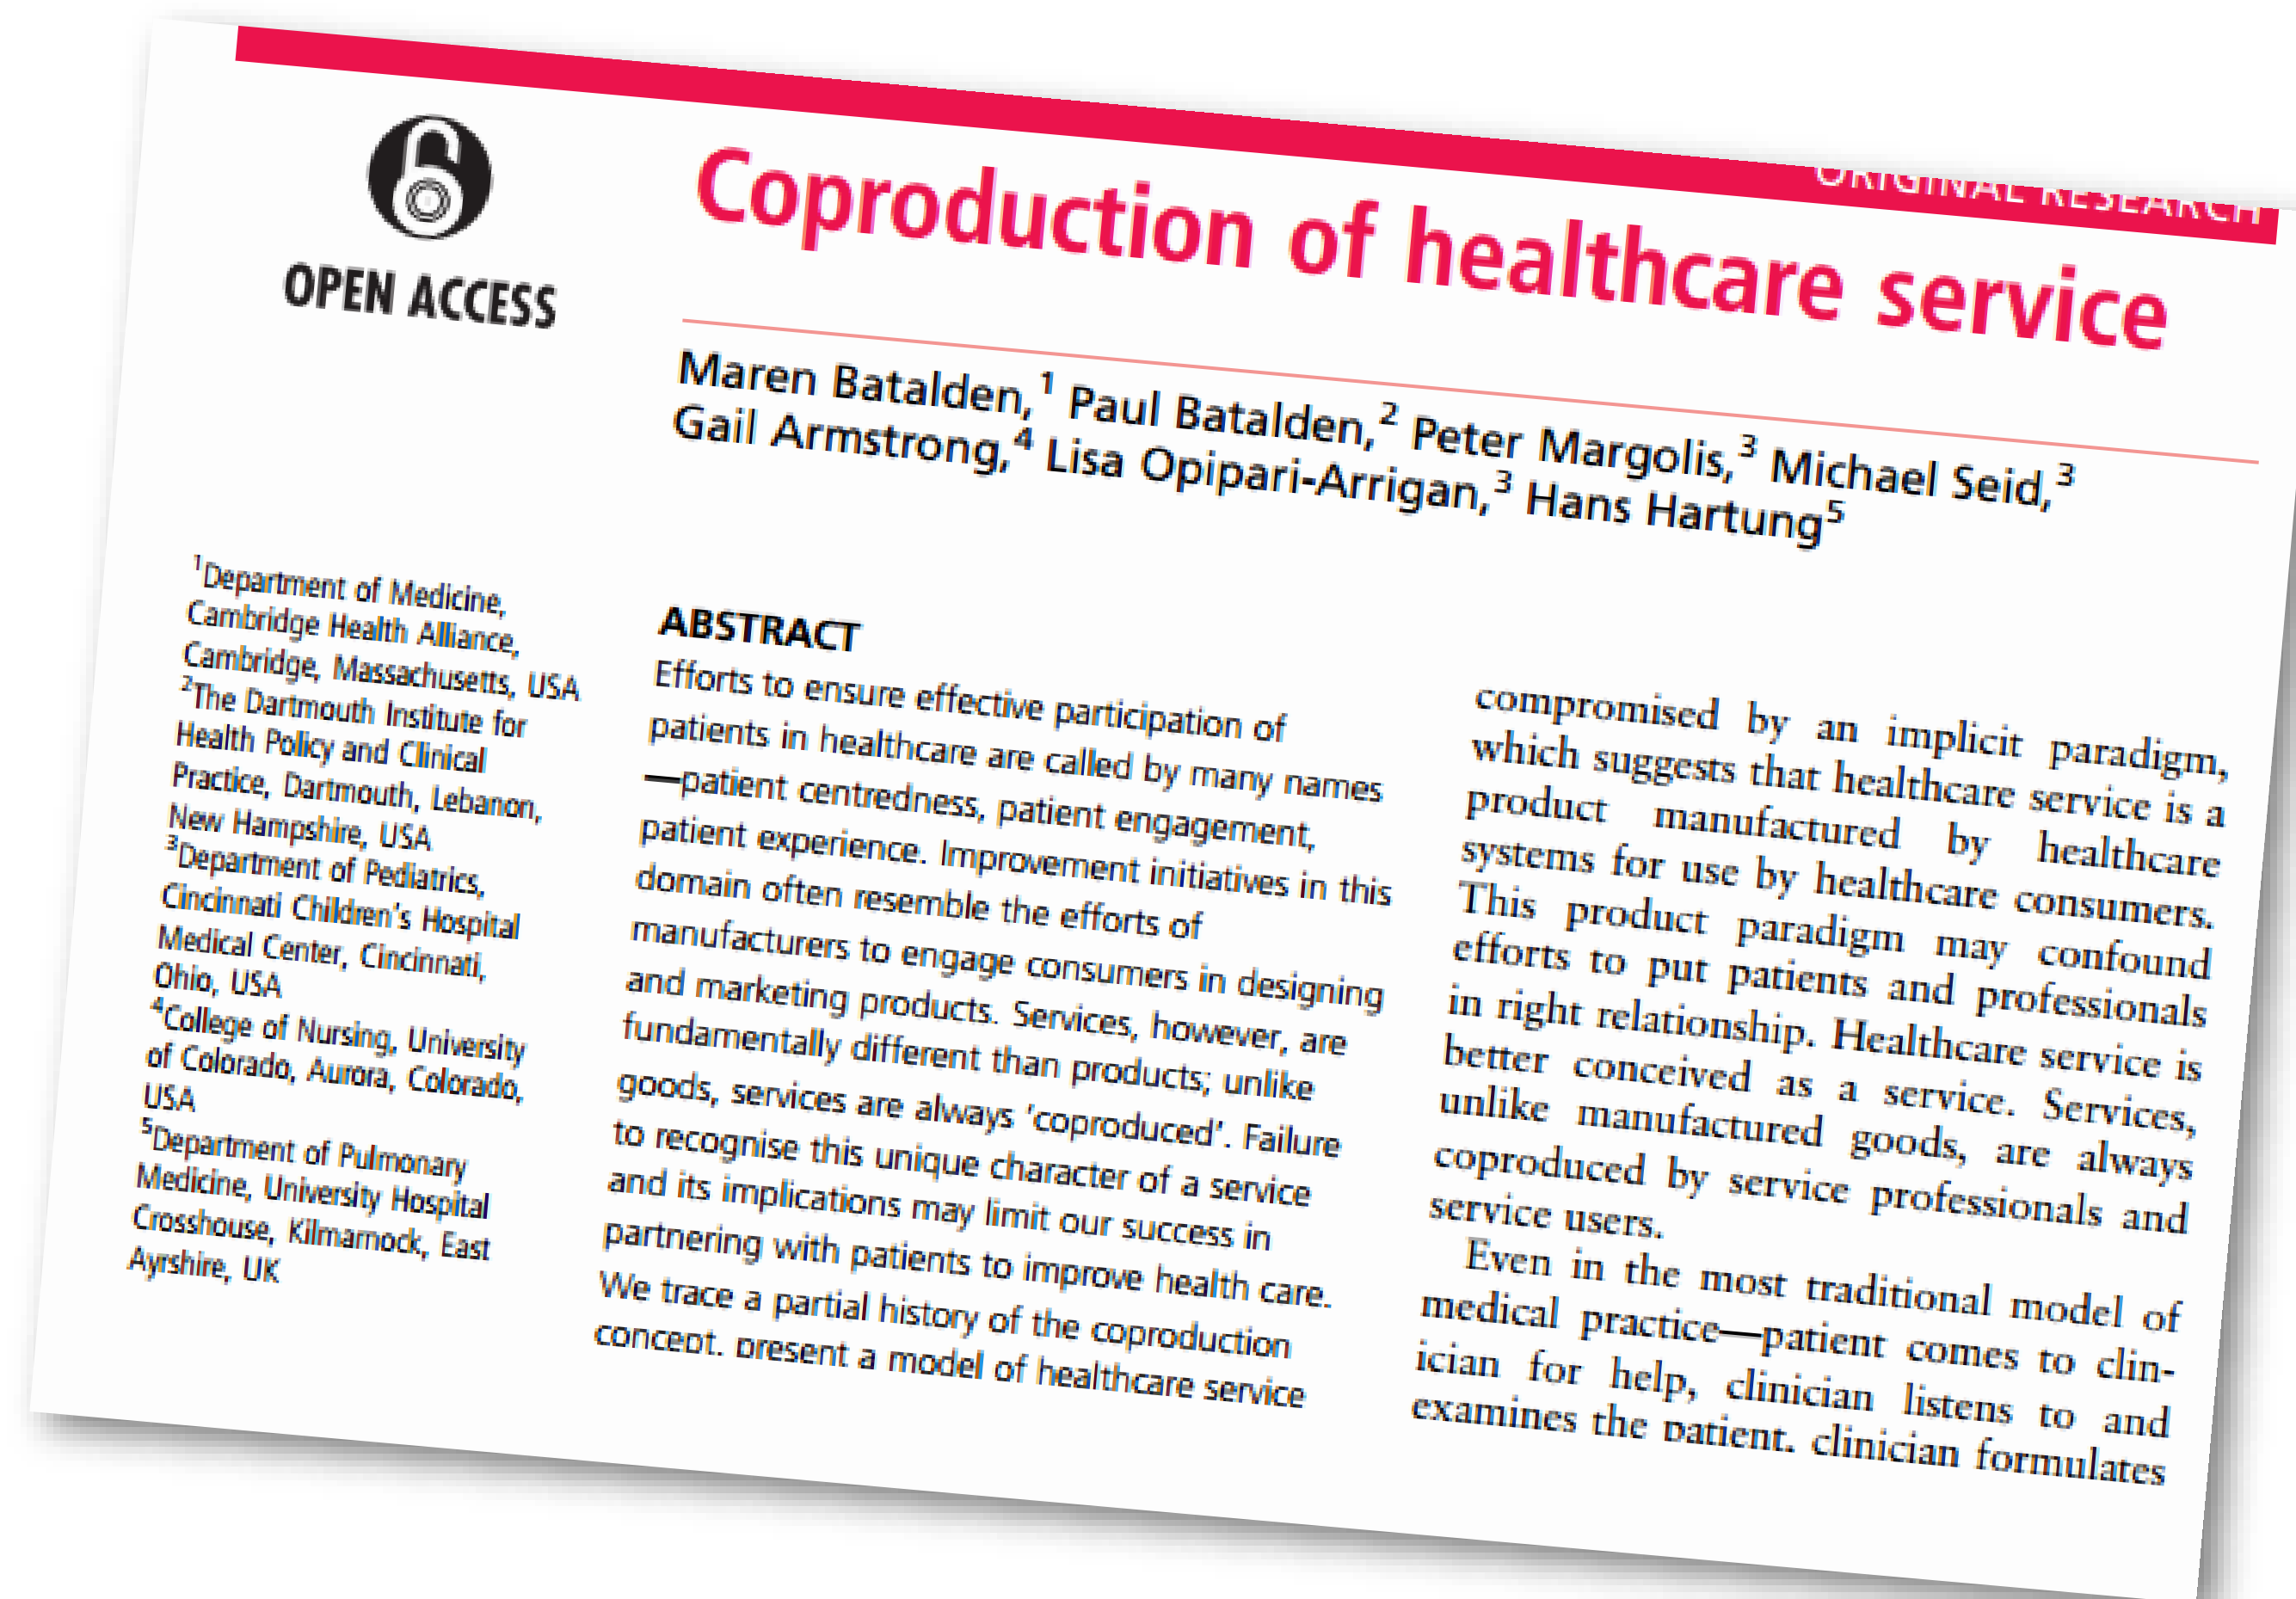 ORIGINAL RESEARCH
OPEN ACCESS
Coproduction of healthcare service
Maren Batalden,1 Paul Batalden,2 Peter Margolis,3 Michael Seid,3
Gail Armstrong,4 Lisa Opipari-Arrigan,3 Hans Hartung5
1Department of Medicine,
Cambridge Health Alliance,
Cambridge, Massachusetts, USA
2The Dartmouth Institute for
Health Policy and Clinical
Practice, Dartmouth, Lebanon,
New Hampshire, USA
3Department of Pediatrics,
Cincinnati Children's Hospital
Medical Center, Cincinnati,
Ohio, USA
4College of Nursing, University
of Colorado, Aurora, Colorado,
USA
5Department of Pulmonary
Medicine, University Hospital
Crosshouse, Kilmarnock, East
Ayrshire, UK
ABSTRACT
Efforts to ensure effective participation of
patients in healthcare are called by many names
—patient centredness, patient engagement,
patient experience. Improvement initiatives in this
domain often resemble the efforts of
manufacturers to engage consumers in designing
and marketing products. Services, however, are
fundamentally different than products; unlike
goods, services are always 'coproduced'. Failure
to recognise this unique character of a service
and its implications may limit our success in
partnering with patients to improve health care.
We trace a partial history of the coproduction
concept, present a model of healthcare service
compromised by an implicit paradigm,
which suggests that healthcare service is a
product manufactured by healthcare
systems for use by healthcare consumers.
This product paradigm may confound
efforts to put patients and professionals
in right relationship. Healthcare service is
better conceived as a service. Services,
unlike manufactured goods, are always
coproduced by service professionals and
service users.
Even in the most traditional model of
medical practice—patient comes to clin-
ician for help, clinician listens to and
examines the patient, clinician formulates